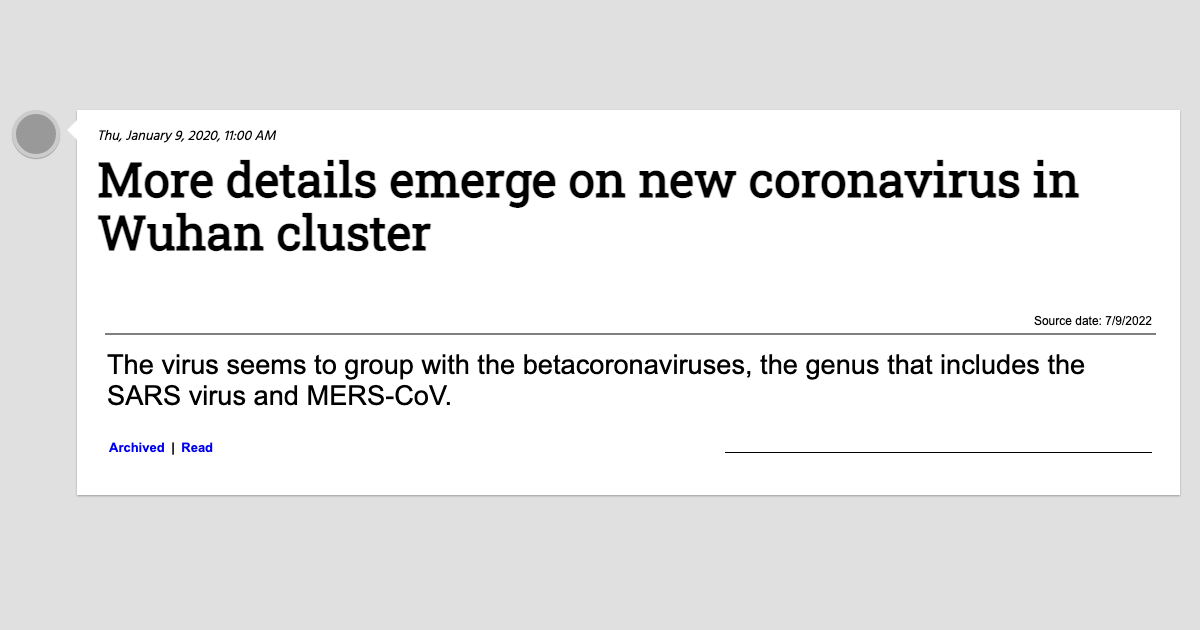 Thu, January 9, 2020, 11:00 AM
More details emerge on new coronavirus in
Wuhan cluster
Source date: 7/9/2022
The virus seems to group with the betacoronaviruses, the genus that includes the
SARS virus and MERS-CoV.
Archived | Read